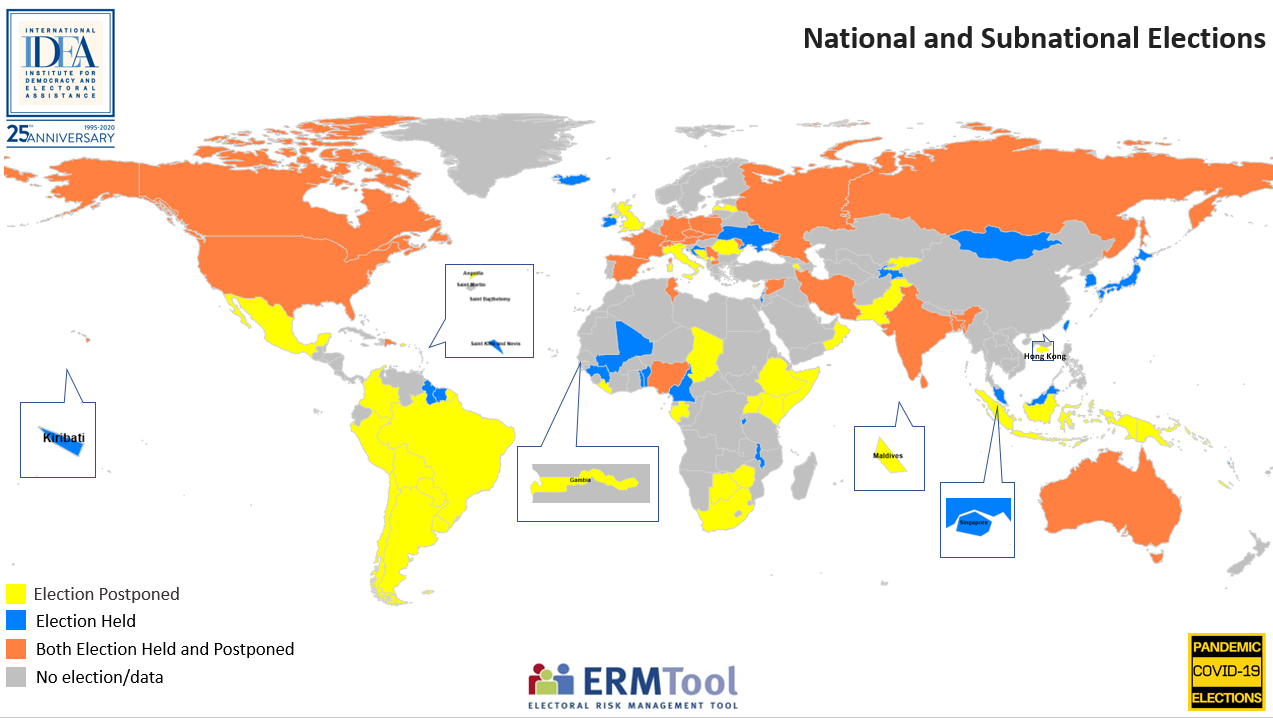 INTERNATIONAL
IDEA
INSTITUTE FOR
DEMOCRACY AND
ELECTORAL
ASSISTANCE
25TH ANNIVERSARY
1995-2020
National and Subnational Elections
Anguilla
Saint Martin
Saint Barthelemy
Saint Kitts and Nevis
Hong Kong
Kiribati
Gambia
Maldives
Singapore
Election Postponed
Election Held
Both Election Held and Postponed
No election/data
ERMTool
ELECTORAL RISK MANAGEMENT TOOL
PANDEMIC
COVID-19
ELECTIONS